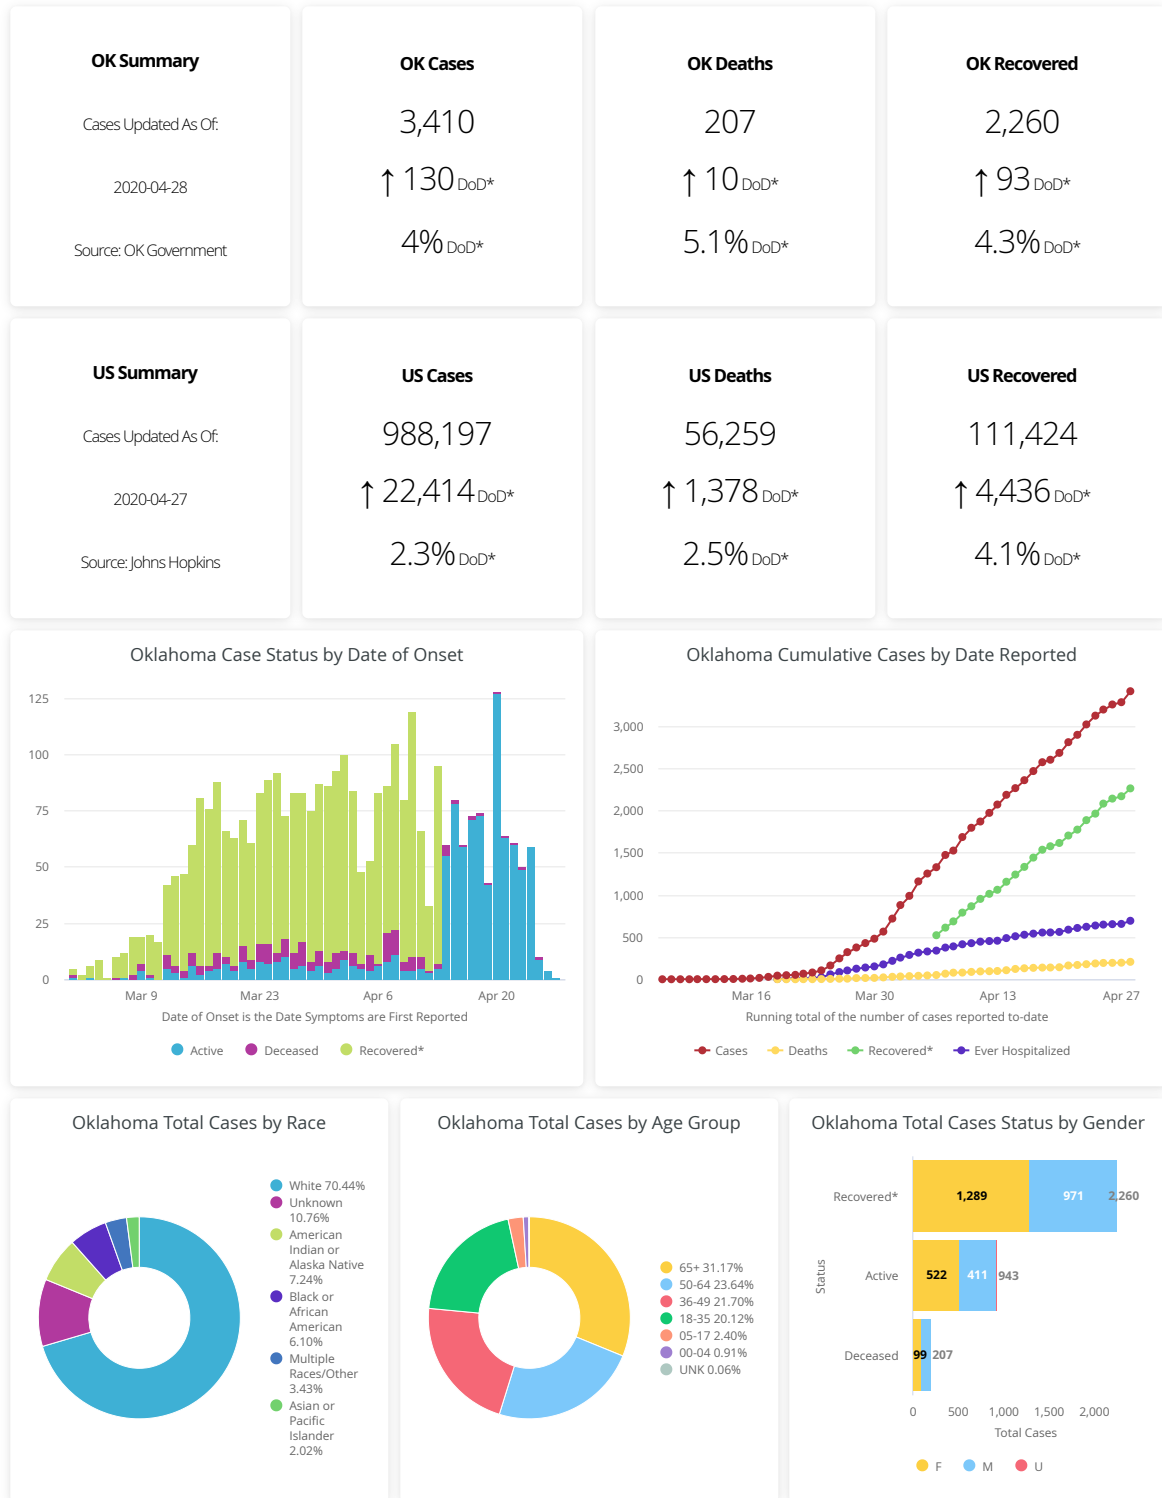 OK Summary
Cases Updated As Of:
2020-04-28
Source: OK Government
OK Cases
3,410
↑ 130 DoD*
4% DoD*
OK Deaths
207
↑ 10 DoD*
5.1% DoD*
OK Recovered
2,260
↑ 93 DoD*
4.3% DoD*
US Summary
Cases Updated As Of:
2020-04-27
Source: Johns Hopkins
US Cases
988,197
↑ 22,414 DoD*
2.3% DoD*
US Deaths
56,259
↑ 1,378 DoD*
2.5% DoD*
US Recovered
111,424
↑ 4,436 DoD*
4.1% DoD*
Oklahoma Case Status by Date of Onset
125
100
75
50
25
0
Mar 9 Mar 23 Apr 6 Apr 20
Date of Onset is the Date Symptoms are First Reported
Active Deceased Recovered*
Oklahoma Cumulative Cases by Date Reported
3,000
2,500
2,000
1,500
1,000
500
0
Mar 16 Mar 30 Apr 13 Apr 27
Running total of the number of cases reported to-date
Cases Deaths Recovered* Ever Hospitalized
Oklahoma Total Cases by Race
White 70.44%
Unknown
10.76%
American
Indian or
Alaska Native
7.24%
Black or
African
American
6.10%
Multiple
Races/Other
3.43%
Asian or
Pacific
Islander
2.02%
Oklahoma Total Cases by Age Group
65+ 31.17%
50-64 23.64%
36-49 21.70%
18-35 20.12%
05-17 2.40%
00-04 0.91%
UNK 0.06%
Oklahoma Total Cases Status by Gender
Status
Recovered* 1,289 971 2,260
Active 522 411 943
Deceased 99 207
0 500 1,000 1,500 2,000
Total Cases
F M U